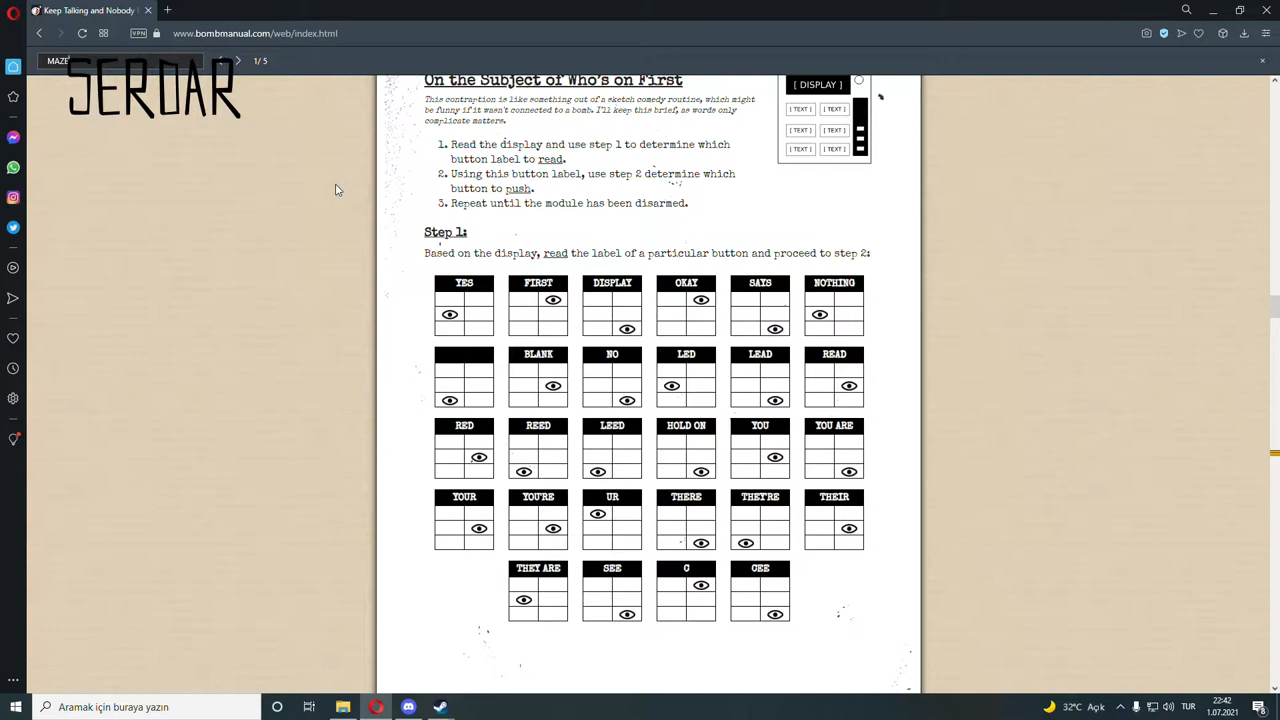 Keep Talking and Nobody
VPN www.bombmanual.com/web/index.html
MAZE 1/5
SERDAR
On the Subject of Who's on First
This contraption is like something out of a sketch comedy routine, which might
be funny if it wasn't connected to a bomb. I'll keep this brief, as words only
complicate matters.
1. Read the display and use step 1 to determine which
button label to read.
2. Using this button label, use step 2 determine which
button to push.
3. Repeat until the module has been disarmed.
[ DISPLAY ]
[ TEXT ] [ TEXT ]
[ TEXT ] [ TEXT ]
[ TEXT ] [ TEXT ]
Step 1:
Based on the display, read the label of a particular button and proceed to step 2:
YES FIRST DISPLAY OKAY SAYS NOTHING
BLANK NO LED LEAD READ
RED REED LEED HOLD ON YOU YOU ARE
YOUR YOU'RE UR THERE THEY'RE THEIR
THEY ARE SEE C CEE
Aramak için buraya yazın
32°C Açık
TUR
22:42
1.07.2021
8